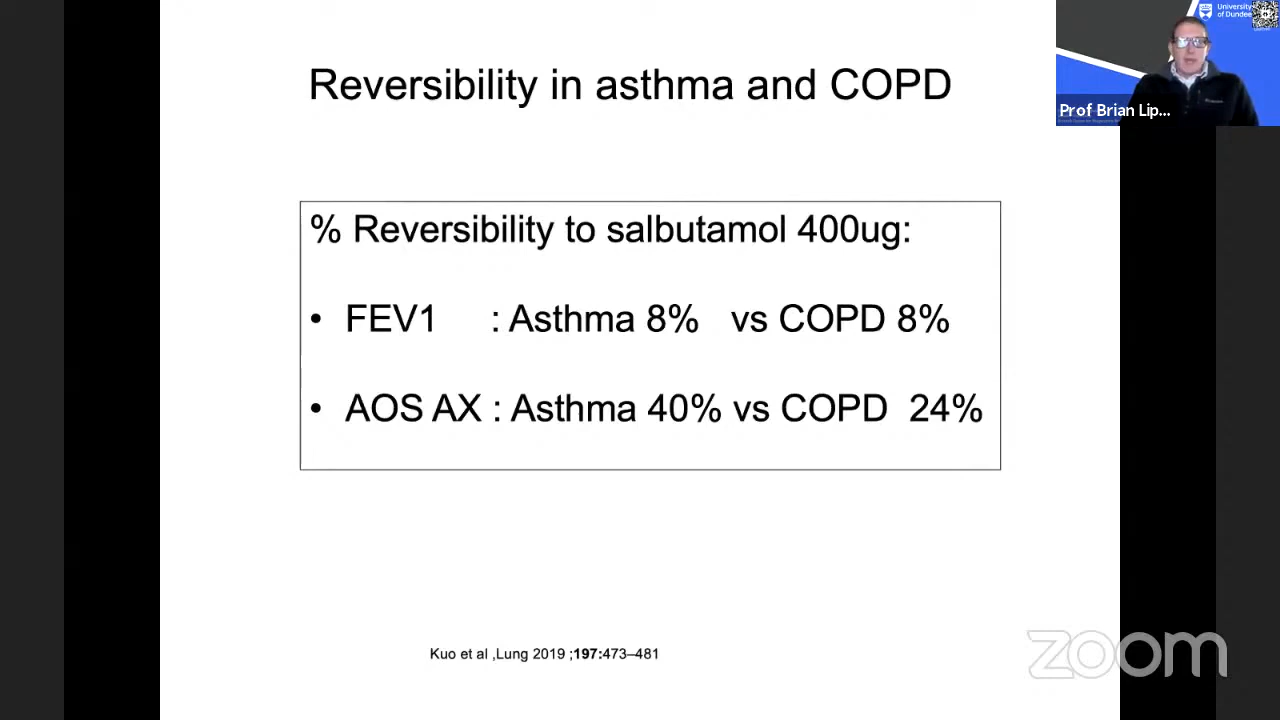 Reversibility in asthma and COPD
University
of Dundee
Prof Brian Lip...
% Reversibility to salbutamol 400ug:
• FEV1 : Asthma 8% vs COPD 8%
• AOS AX : Asthma 40% vs COPD 24%
Kuo et al ,Lung 2019 ;197:473–481
zoom